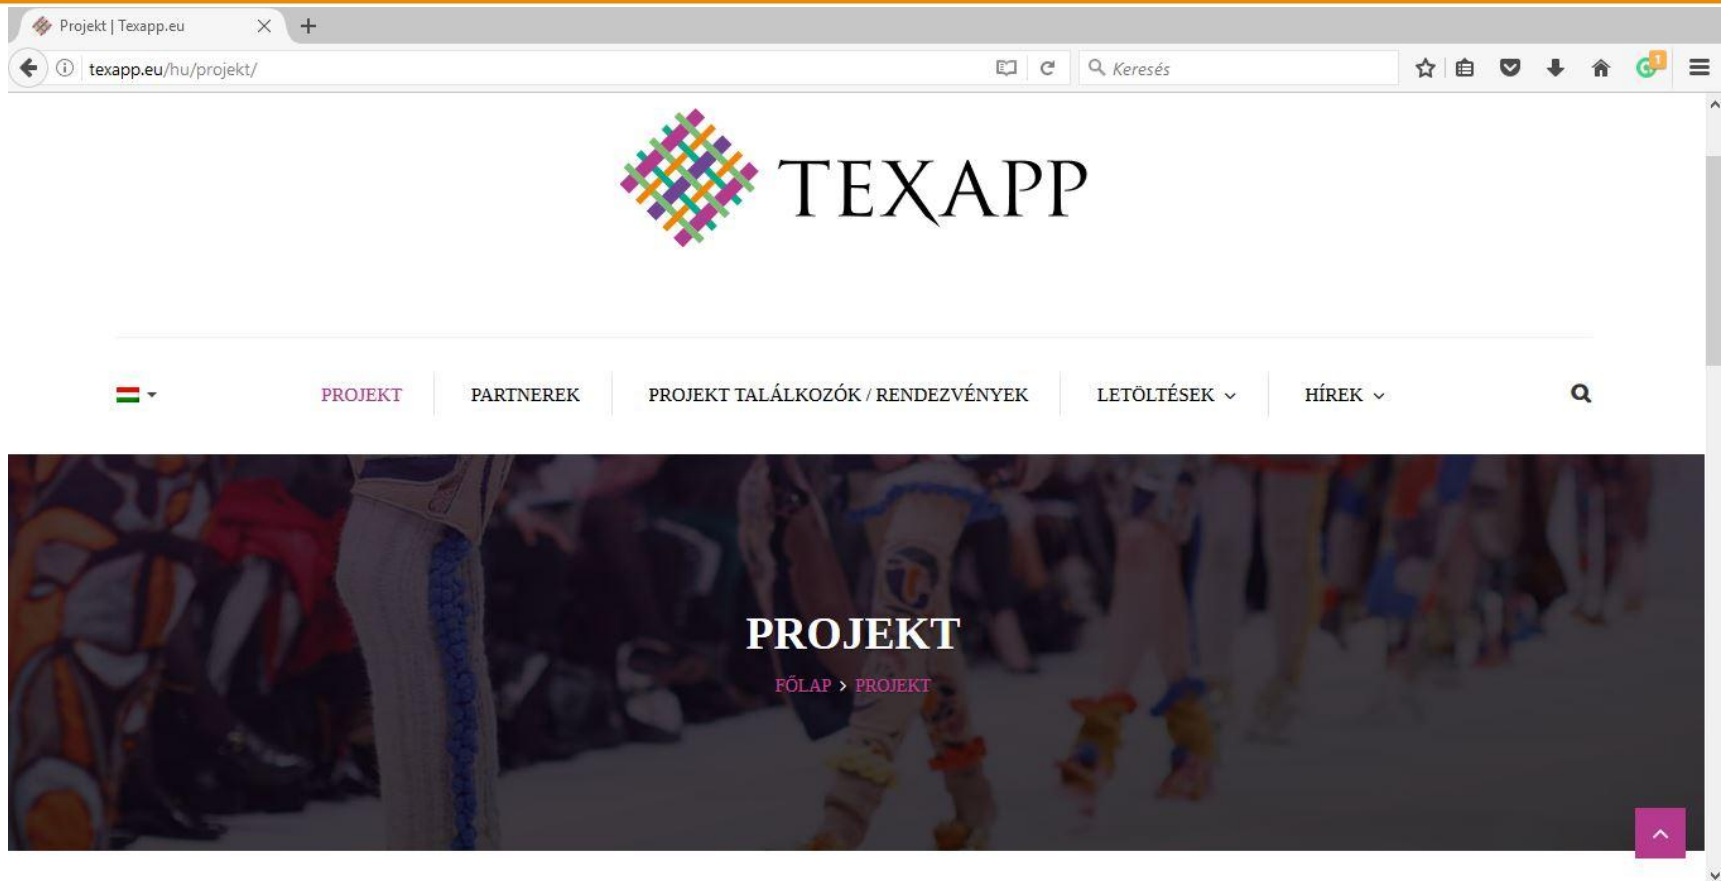 Projekt | Texapp.eu
texapp.eu/hu/projekt/
Keresés
1
TEXAPP
PROJEKT
PARTNEREK
PROJEKT TALÁLKOZÓK / RENDEZVÉNYEK
LETÖLTÉSEK
HÍREK
PROJEKT
FŐLAP > PROJEKT